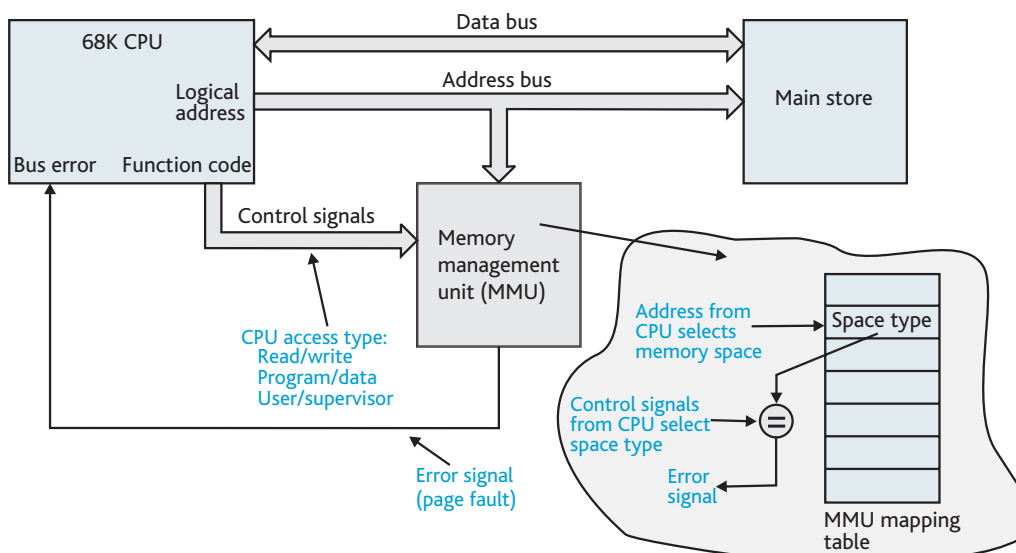 Data bus
68K CPU
Address bus
Logical
address
Main store
Bus error
Function code
Control signals
Memory
management
unit (MMU)
CPU access type:
Read/write
Program/data
User/supervisor
Error signal
(page fault)
Address from
CPU selects
memory space
Space type
Control signals
from CPU select
space type
=
Error
signal
MMU mapping
table